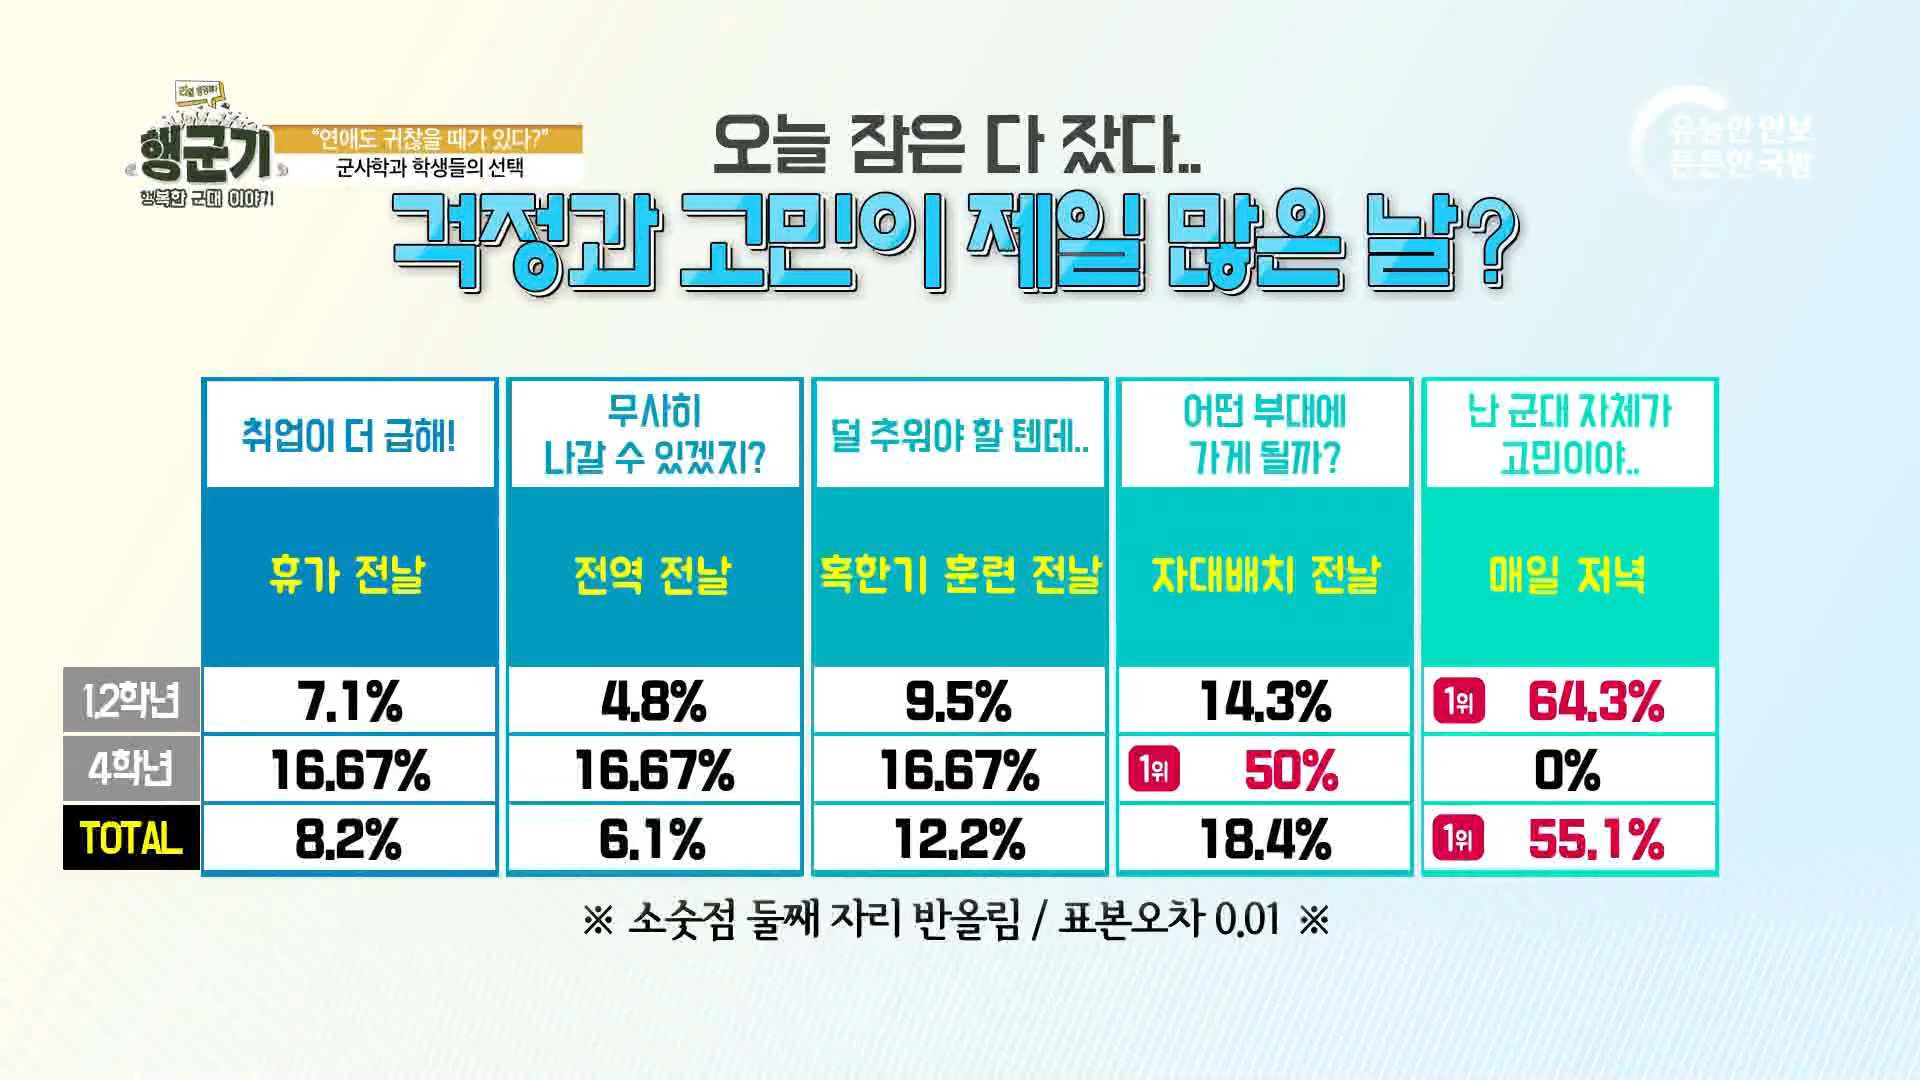 리얼 병영체험
행군기
행복한 군대 이야기
“연애도 귀찮을 때가 있다?”
군사학과 학생들의 선택
유능한 안보
튼튼한 국방
오늘 잠은 다 잤다..
걱정과 고민이 제일 많은 날?
취업이 더 급해!
무사히
나갈 수 있겠지?
덜 추워야 할 텐데..
어떤 부대에
가게 될까?
난 군대 자체가
고민이야..
휴가 전날
전역 전날
혹한기 훈련 전날
자대배치 전날
매일 저녁
1,2학년
7.1%
4.8%
9.5%
14.3%
1위 64.3%
4학년
16.67%
16.67%
16.67%
1위 50%
0%
TOTAL
8.2%
6.1%
12.2%
18.4%
1위 55.1%
※ 소숫점 둘째 자리 반올림 / 표본오차 0.01 ※